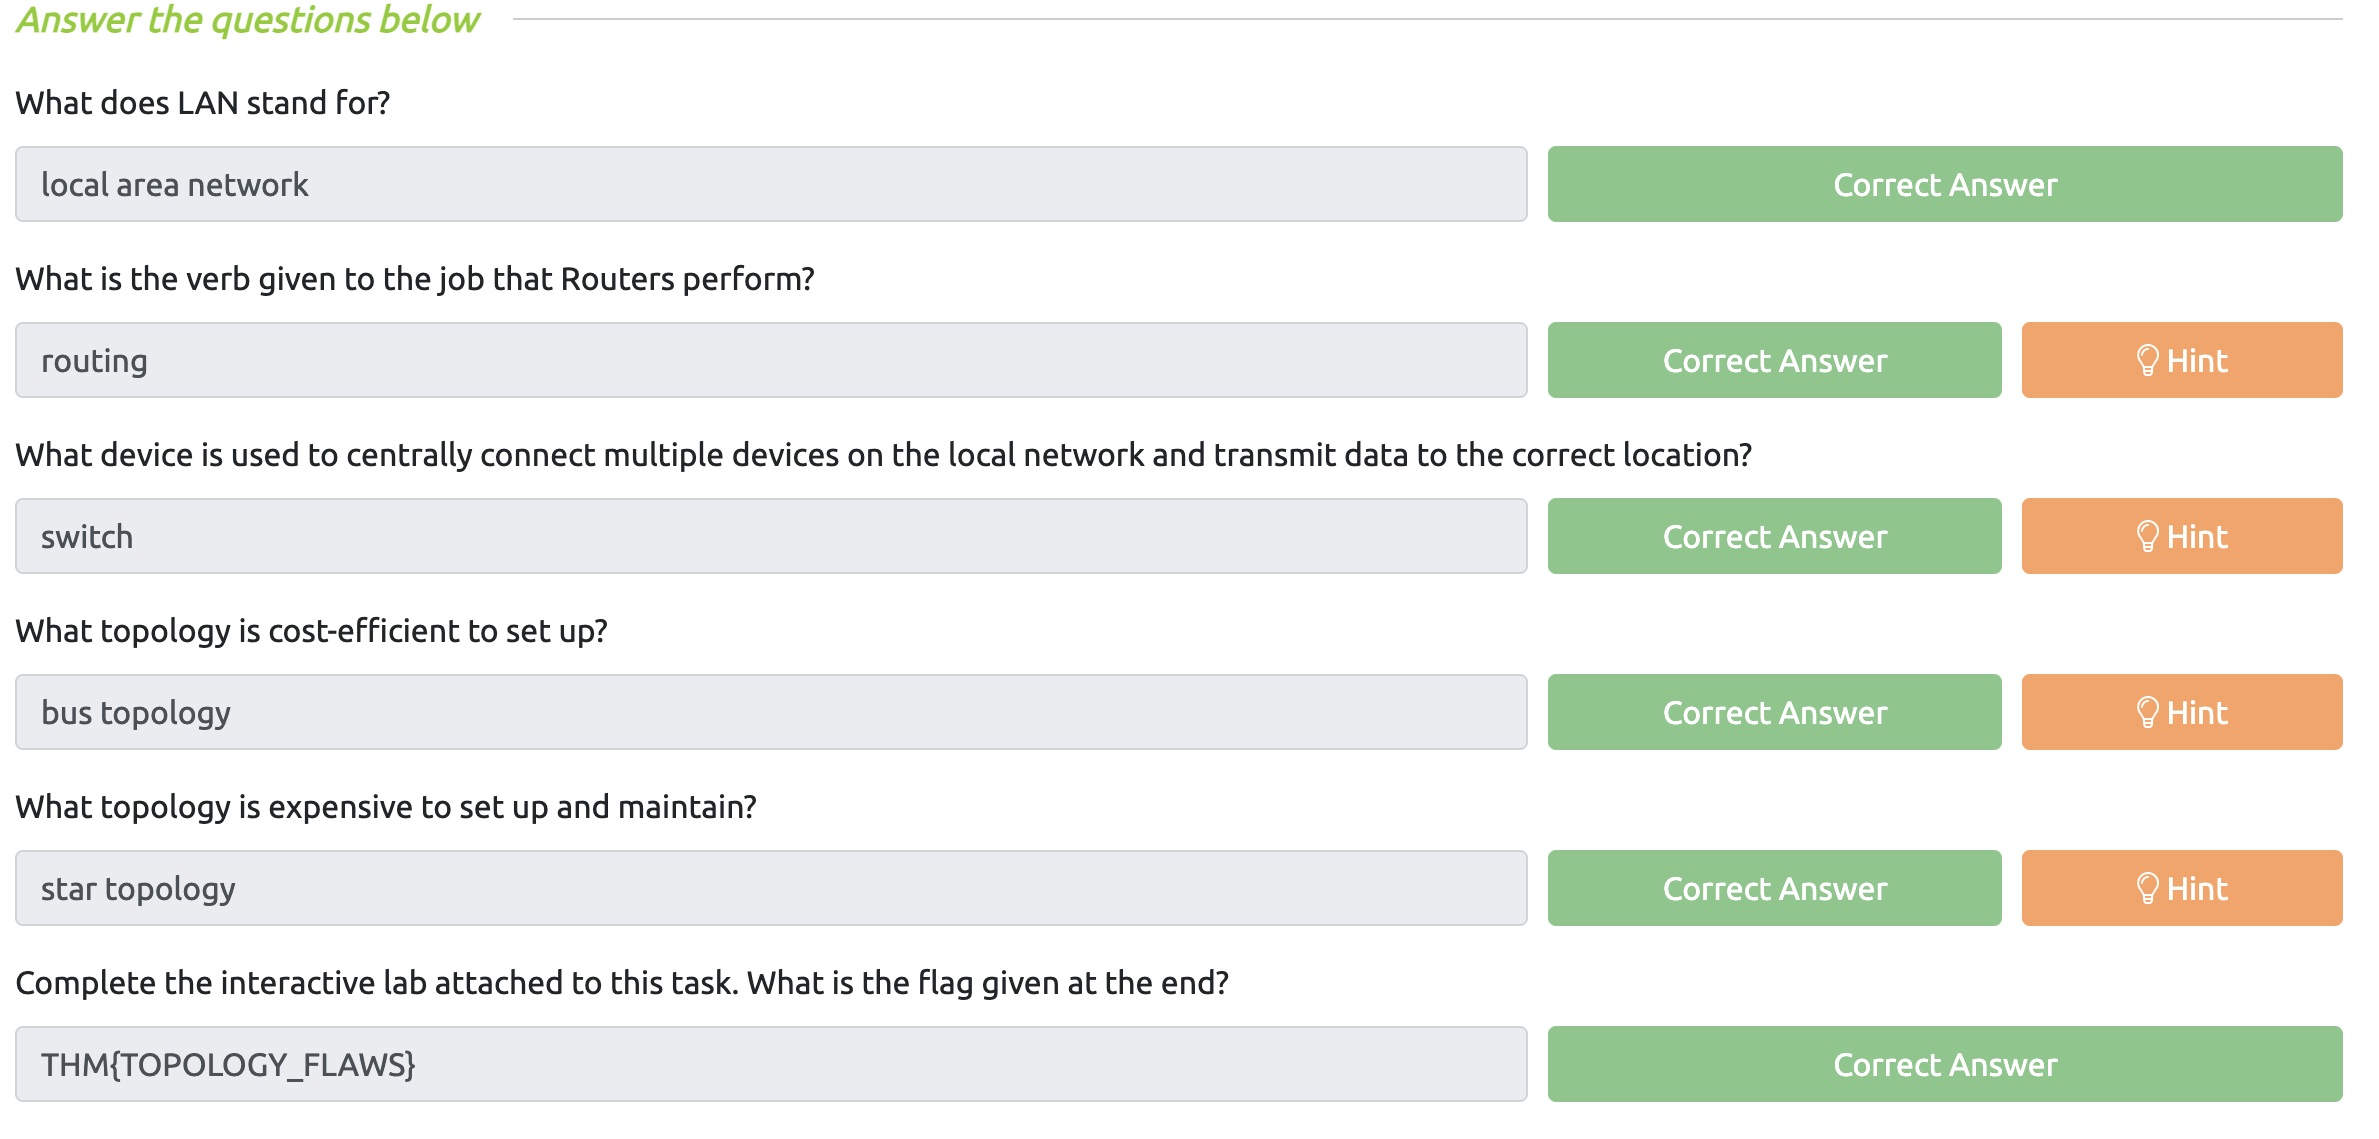 Answer the questions below
What does LAN stand for?
local area network
Correct Answer
What is the verb given to the job that Routers perform?
routing
Correct Answer
Hint
What device is used to centrally connect multiple devices on the local network and transmit data to the correct location?
switch
Correct Answer
Hint
What topology is cost-efficient to set up?
bus topology
Correct Answer
Hint
What topology is expensive to set up and maintain?
star topology
Correct Answer
Hint
Complete the interactive lab attached to this task. What is the flag given at the end?
THM{TOPOLOGY_FLAWS}
Correct Answer